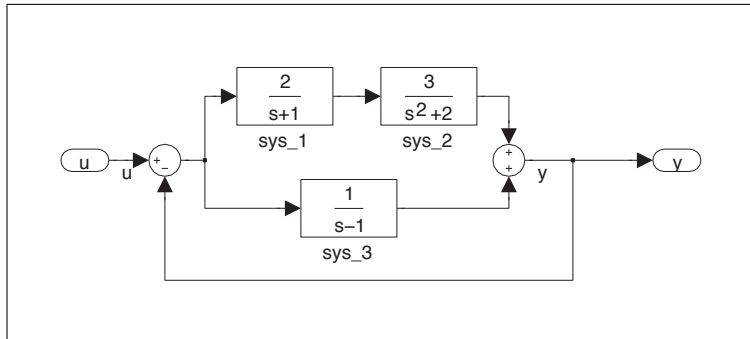 2
s+1
sys_1
3
s²+2
sys_2
u
u
+
−
+
+
y
y
1
s−1
sys_3